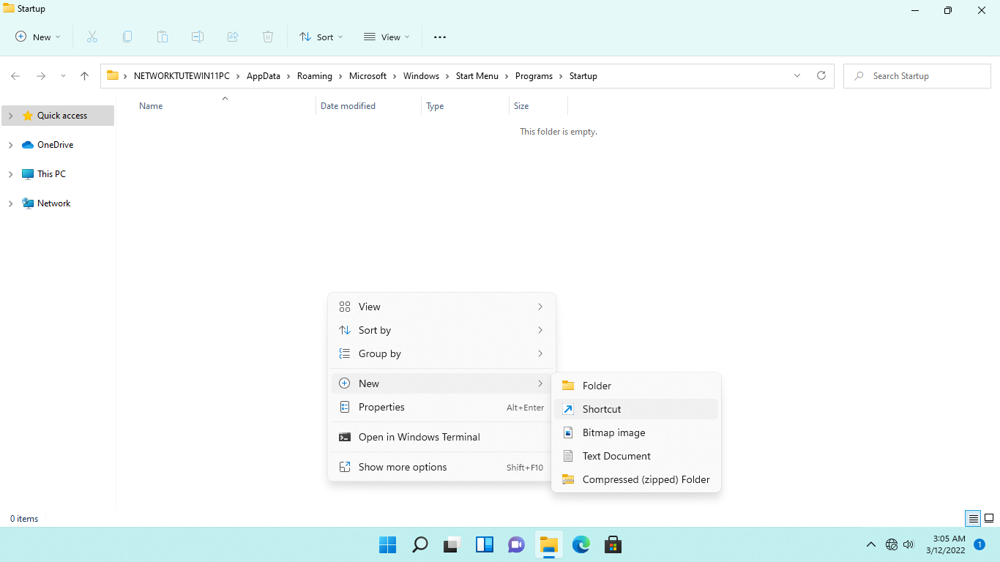 Startup
New
Sort
View
NETWORKTUTEWIN11PC
AppData
Roaming
Microsoft
Windows
Start Menu
Programs
Startup
Search Startup
Name
Date modified
Type
Size
This folder is empty.
Quick access
OneDrive
This PC
Network
View
Sort by
Group by
New
Properties Alt+Enter
Open in Windows Terminal
Show more options Shift+F10
Folder
Shortcut
Bitmap image
Text Document
Compressed (zipped) Folder
0 items
3:05 AM
3/12/2022
1